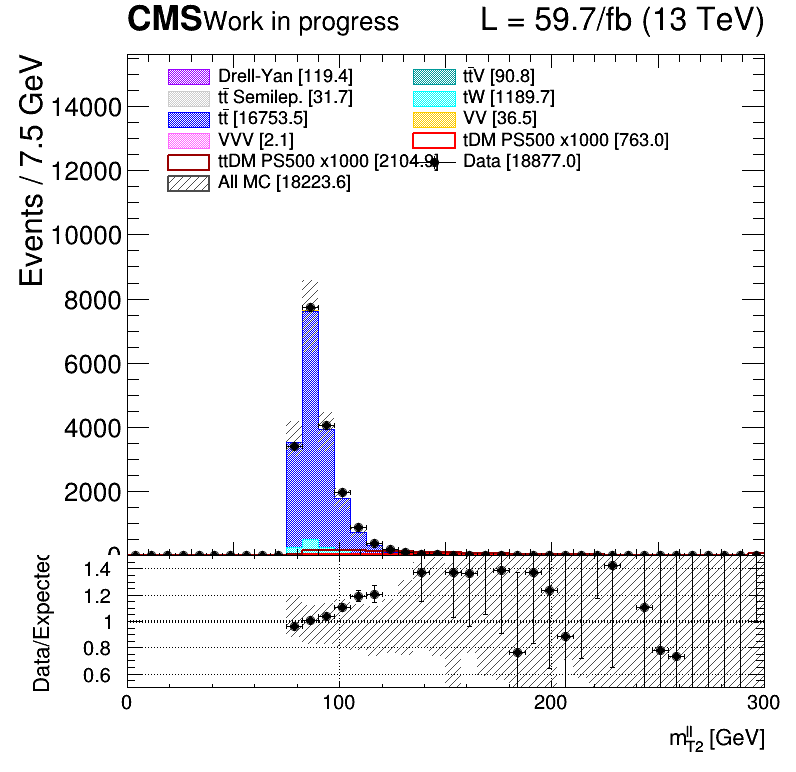 CMS Work in progress L = 59.7/fb (13 TeV)
Drell-Yan [119.4] tt̄V [90.8]
tt̄ Semilep. [31.7] tW [1189.7]
tt̄ [16753.5] VV [36.5]
VVV [2.1] tDM PS500 x1000 [763.0]
ttDM PS500 x1000 [2104.9] Data [18877.0]
All MC [18223.6]
Events / 7.5 GeV
14000
12000
10000
8000
6000
4000
2000
0
Data/Expected
1.4
1.2
1
0.8
0.6
0 100 200 300
m_{T2}^{ll} [GeV]